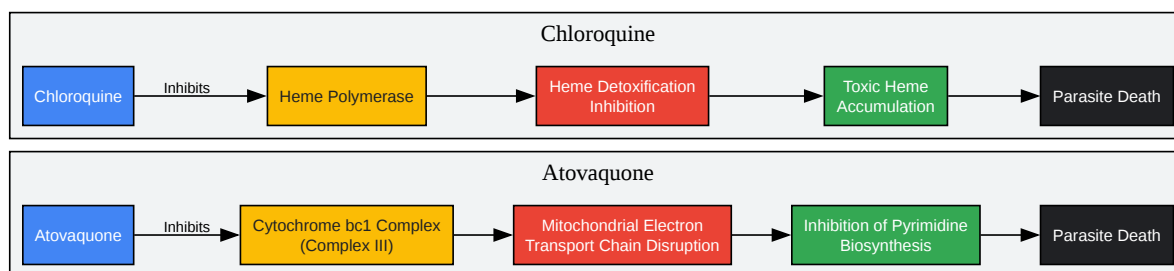 Chloroquine
Chloroquine
Inhibits
Heme Polymerase
Heme Detoxification
Inhibition
Toxic Heme
Accumulation
Parasite Death
Atovaquone
Atovaquone
Inhibits
Cytochrome bc1 Complex
(Complex III)
Mitochondrial Electron
Transport Chain Disruption
Inhibition of Pyrimidine
Biosynthesis
Parasite Death